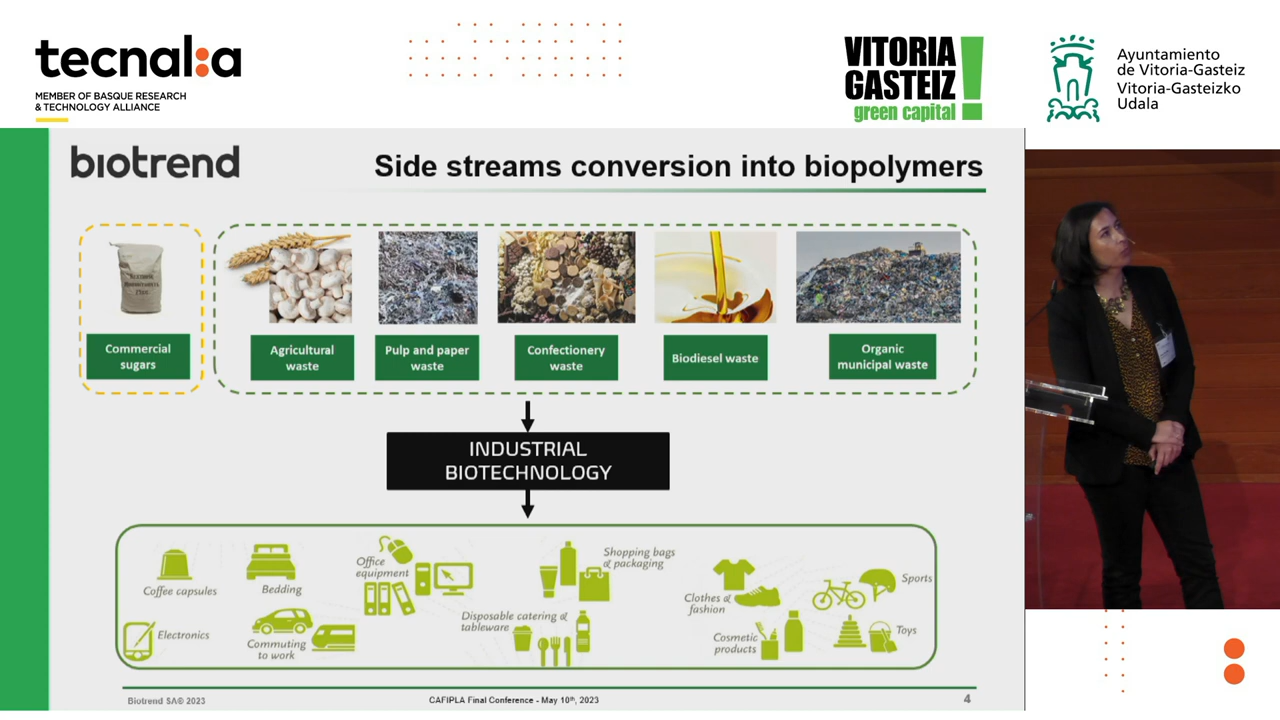 tecnal:a
MEMBER OF BASQUE RESEARCH
& TECHNOLOGY ALLIANCE
VITORIA
GASTEIZ
green capital
Ayuntamiento
de Vitoria-Gasteiz
Vitoria-Gasteizko
Udala
biotrend
Side streams conversion into biopolymers
Commercial
sugars
Agricultural
waste
Pulp and paper
waste
Confectionery
waste
Biodiesel waste
Organic
municipal waste
INDUSTRIAL
BIOTECHNOLOGY
Coffee capsules
Bedding
Office
equipment
Shopping bags
& packaging
Clothes &
fashion
Sports
Electronics
Commuting
to work
Disposable catering &
tableware
Cosmetic
products
Toys
Biotrend SA© 2023
CAFIPLA Final Conference - May 10th, 2023
4